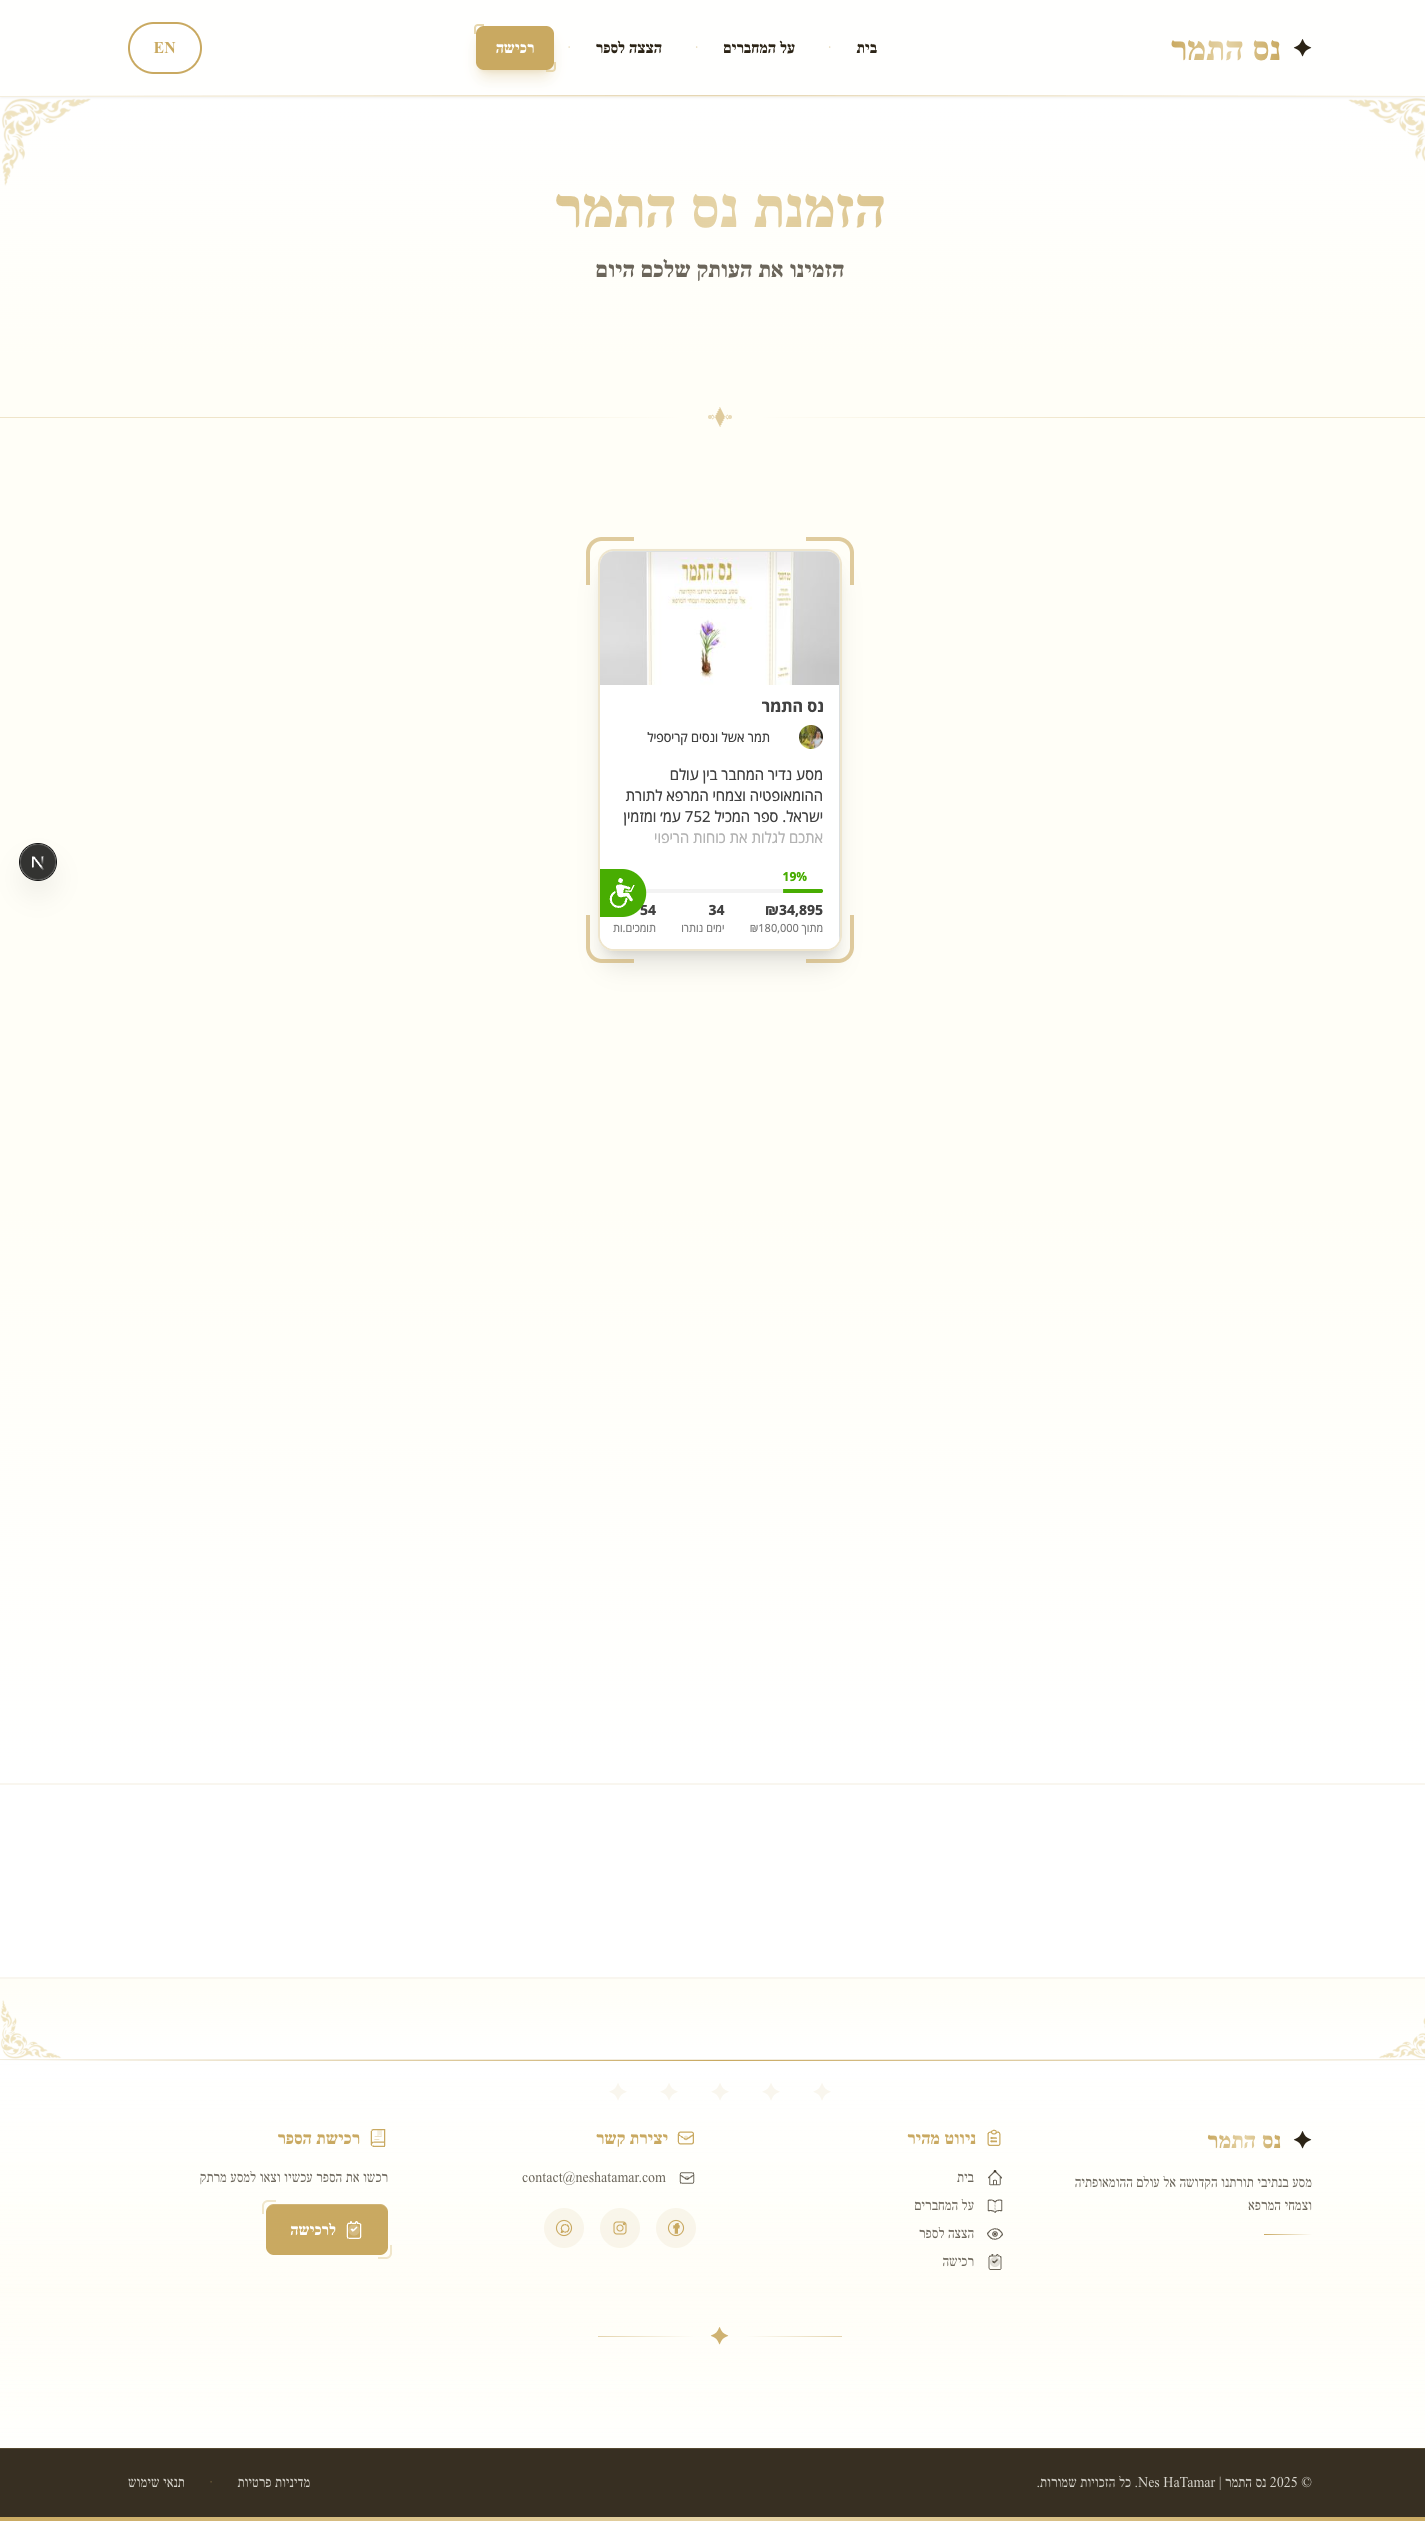 נס התמר
בית
על המחברים
הצצה לספר
רכישה
EN
הזמנת נס התמר
הזמינו את העותק שלכם היום
נס התמר
נס התמר
תמר אשל ונסים קריספיל
מסע נדיר המחבר בין עולם
ההומאופטיה וצמחי המרפא לתורת
ישראל. ספר המכיל 752 עמ׳ ומזמין
אתכם לגלות את כוחות הריפוי
19%
₪34,895
34
54
מתוך ₪180,000
ימים נותרו
תומכים.ות
N
נס התמר
מסע בנתיבי תורתנו הקדושה אל עולם ההומאופתיה
וצמחי המרפא
ניווט מהיר
בית
על המחברים
הצצה לספר
רכישה
יצירת קשר
contact@neshatamar.com
רכישת הספר
רכשו את הספר עכשיו וצאו למסע מרתק
לרכישה
© 2025 נס התמר | Nes HaTamar. כל הזכויות שמורות.
מדיניות פרטיות
תנאי שימוש